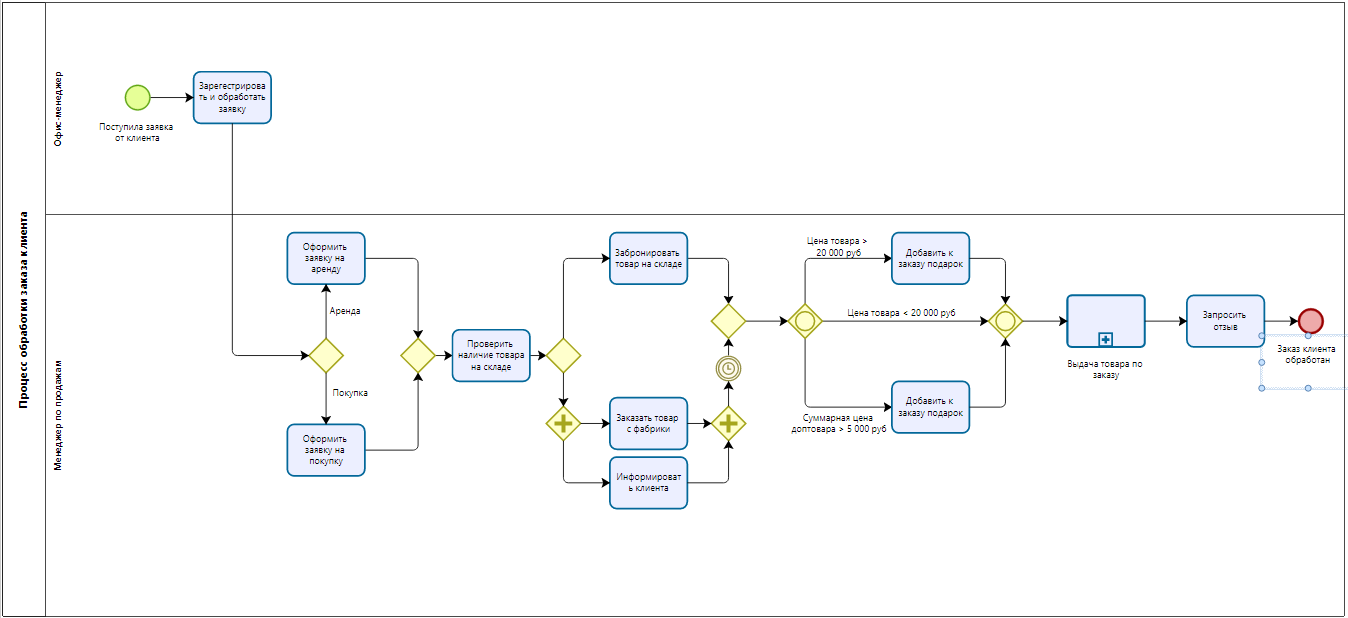 Процесс обработки заказа клиента
Офис-менеджер
Поступила заявка
от клиента
Зарегестрирова
ть и обработать
заявку
Менеджер по продажам
Оформить
заявку на
аренду
Аренда
Покупка
Оформить
заявку на
покупку
Проверить
наличие товара
на складе
Забронировать
товар на складе
Заказать товар
с фабрики
Информироват
ь клиента
Цена товара >
20 000 руб
Добавить к
заказу подарок
Цена товара < 20 000 руб
Суммарная цена
доптовара > 5 000 руб
Добавить к
заказу подарок
Выдача товара по
заказу
Запросить
отзыв
Заказ клиента
обработан